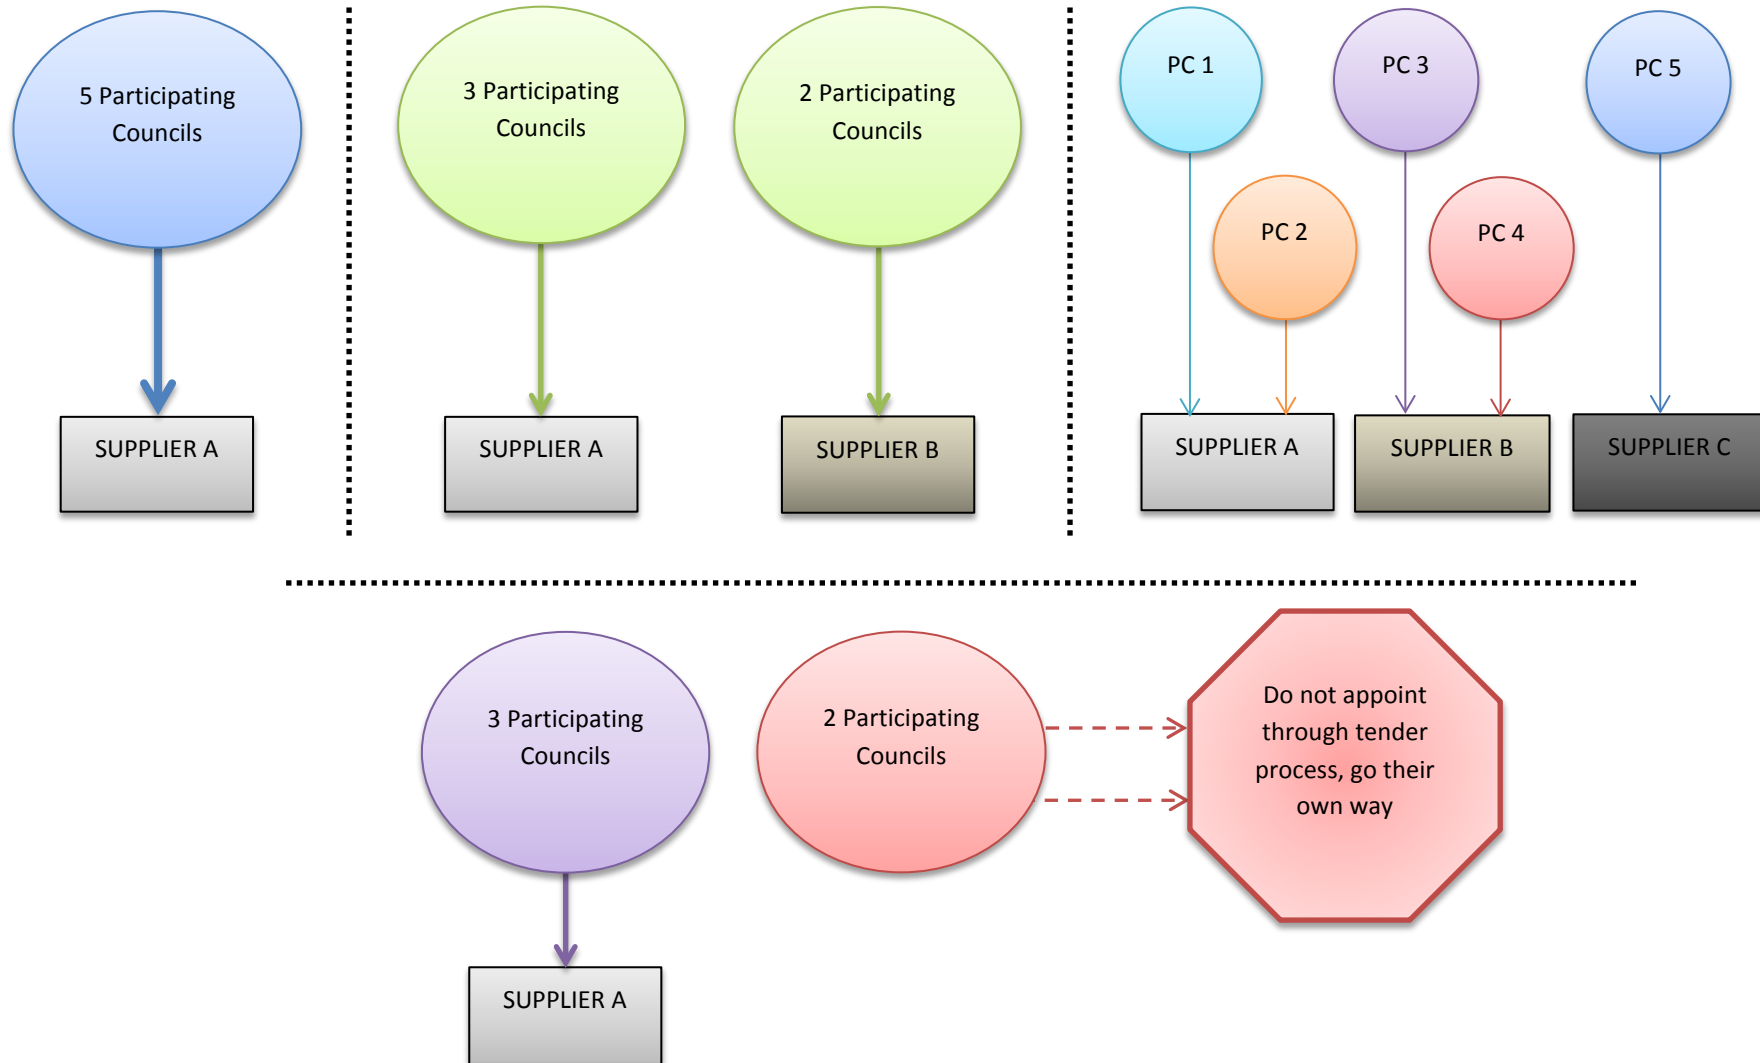 5 Participating
Councils
SUPPLIER A
3 Participating
Councils
2 Participating
Councils
SUPPLIER A
SUPPLIER B
PC 1
PC 3
PC 5
PC 2
PC 4
SUPPLIER A
SUPPLIER B
SUPPLIER C
3 Participating
Councils
2 Participating
Councils
Do not appoint
through tender
process, go their
own way
SUPPLIER A